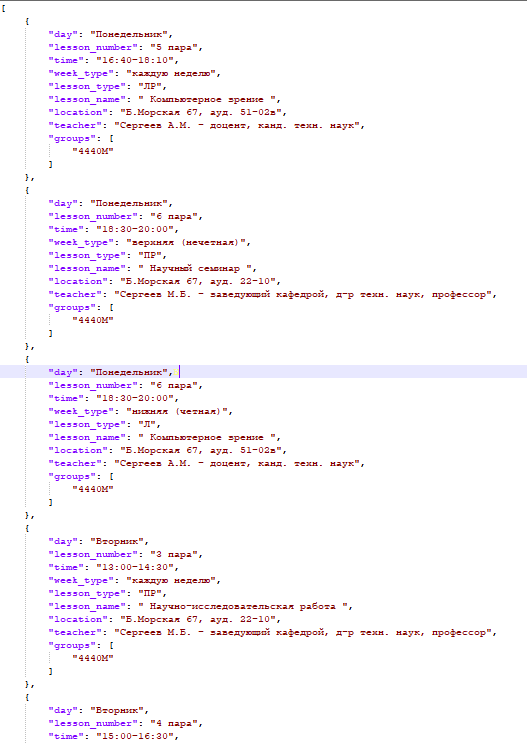 [
{
"day": "Понедельник",
"lesson_number": "5 пара",
"time": "16:40-18:10",
"week_type": "каждую неделю",
"lesson_type": "ЛР",
"lesson_name": " Компьютерное зрение ",
"location": "Б.Морская 67, ауд. 51-02в",
"teacher": "Сергеев А.М. - доцент, канд. техн. наук",
"groups": [
"4440М"
]
},
{
"day": "Понедельник",
"lesson_number": "6 пара",
"time": "18:30-20:00",
"week_type": "верхняя (нечетная)",
"lesson_type": "ПР",
"lesson_name": " Научный семинар ",
"location": "Б.Морская 67, ауд. 22-10",
"teacher": "Сергеев М.Б. - заведующий кафедрой, д-р техн. наук, профессор",
"groups": [
"4440М"
]
},
{
"day": "Понедельник",
"lesson_number": "6 пара",
"time": "18:30-20:00",
"week_type": "нижняя (четная)",
"lesson_type": "Л",
"lesson_name": " Компьютерное зрение ",
"location": "Б.Морская 67, ауд. 51-02в",
"teacher": "Сергеев А.М. - доцент, канд. техн. наук",
"groups": [
"4440М"
]
},
{
"day": "Вторник",
"lesson_number": "3 пара",
"time": "13:00-14:30",
"week_type": "каждую неделю",
"lesson_type": "ПР",
"lesson_name": " Научно-исследовательская работа ",
"location": "Б.Морская 67, ауд. 22-10",
"teacher": "Сергеев М.Б. - заведующий кафедрой, д-р техн. наук, профессор",
"groups": [
"4440М"
]
},
{
"day": "Вторник",
"lesson_number": "4 пара",
"time": "15:00-16:30",